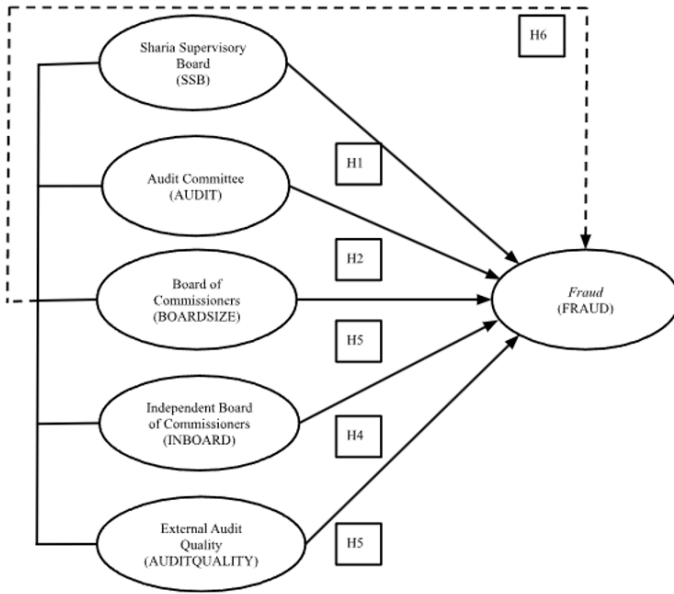 H6
Sharia Supervisory
Board
(SSB)
H1
Audit Committee
(AUDIT)
H2
Board of
Commissioners
(BOARDSIZE)
Fraud
(FRAUD)
H5
Independent Board
of Commissioners
(INBOARD)
H4
External Audit
Quality
(AUDITQUALITY)
H5